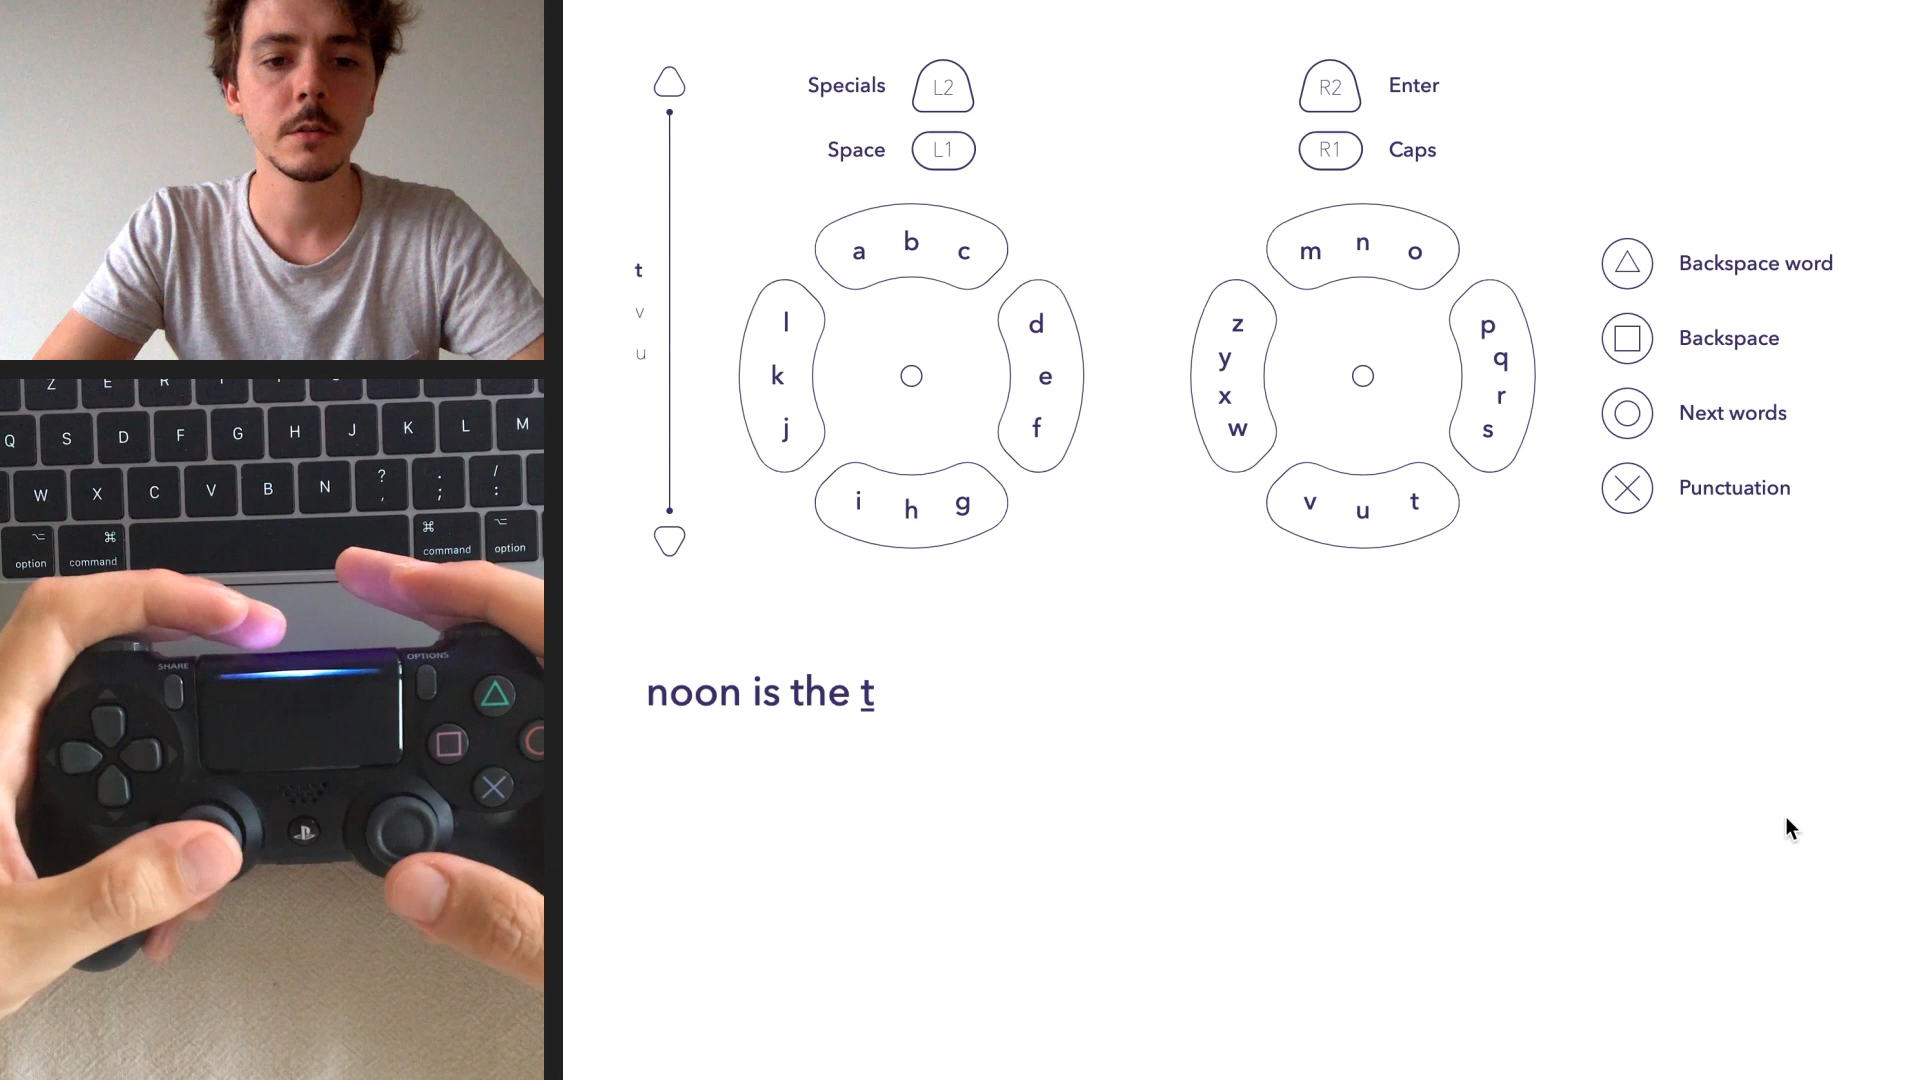 Specials L2
Space L1
R2 Enter
R1 Caps
t
v
u
a b c
d e f
i h g
l k j
m n o
p q r s
v u t
z y x w
Backspace word
Backspace
Next words
Punctuation
noon is the t
Z E R
Q S D F G H J K L M
W X C V B N ? , . ; / :
⌥ option ⌘ command ⌘ command ⌥ option
SHARE OPTIONS